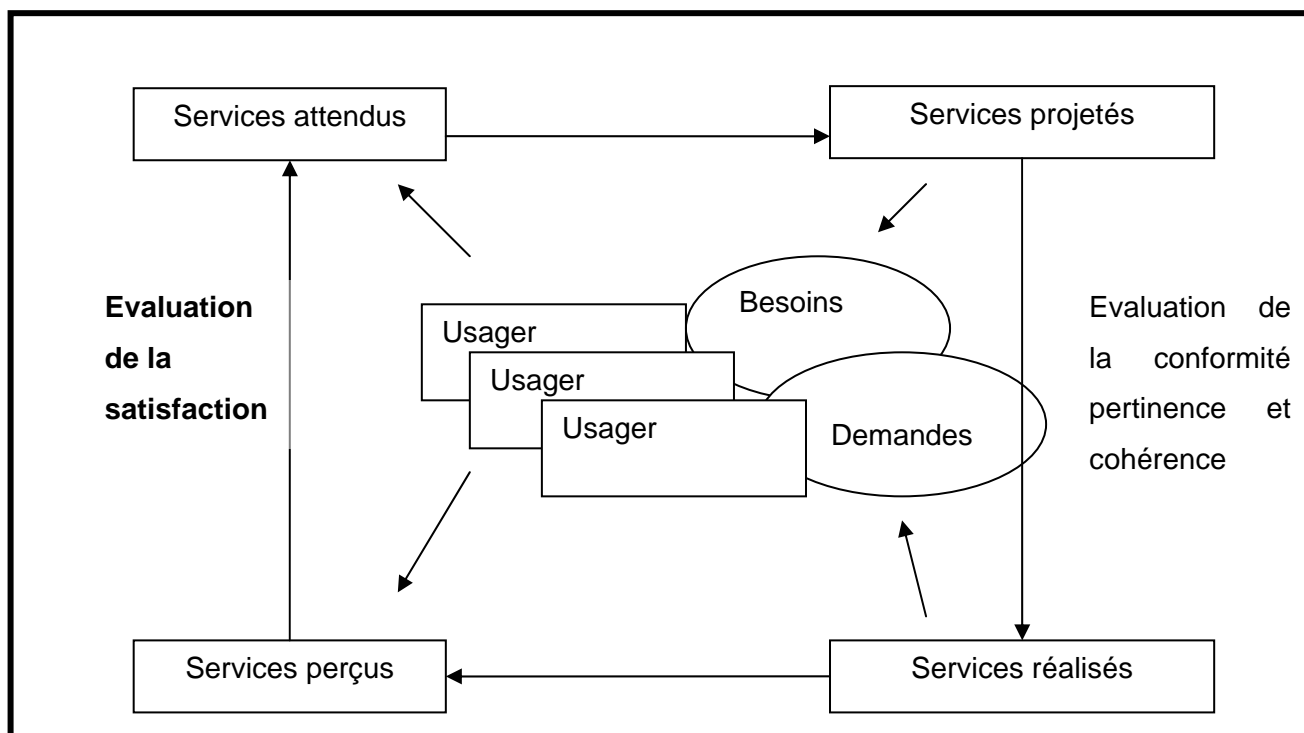 Services attendus
Services projetés
Evaluation
de la
satisfaction
Usager
Usager
Usager
Besoins
Demandes
Evaluation de
la conformité
pertinence et
cohérence
Services perçus
Services réalisés